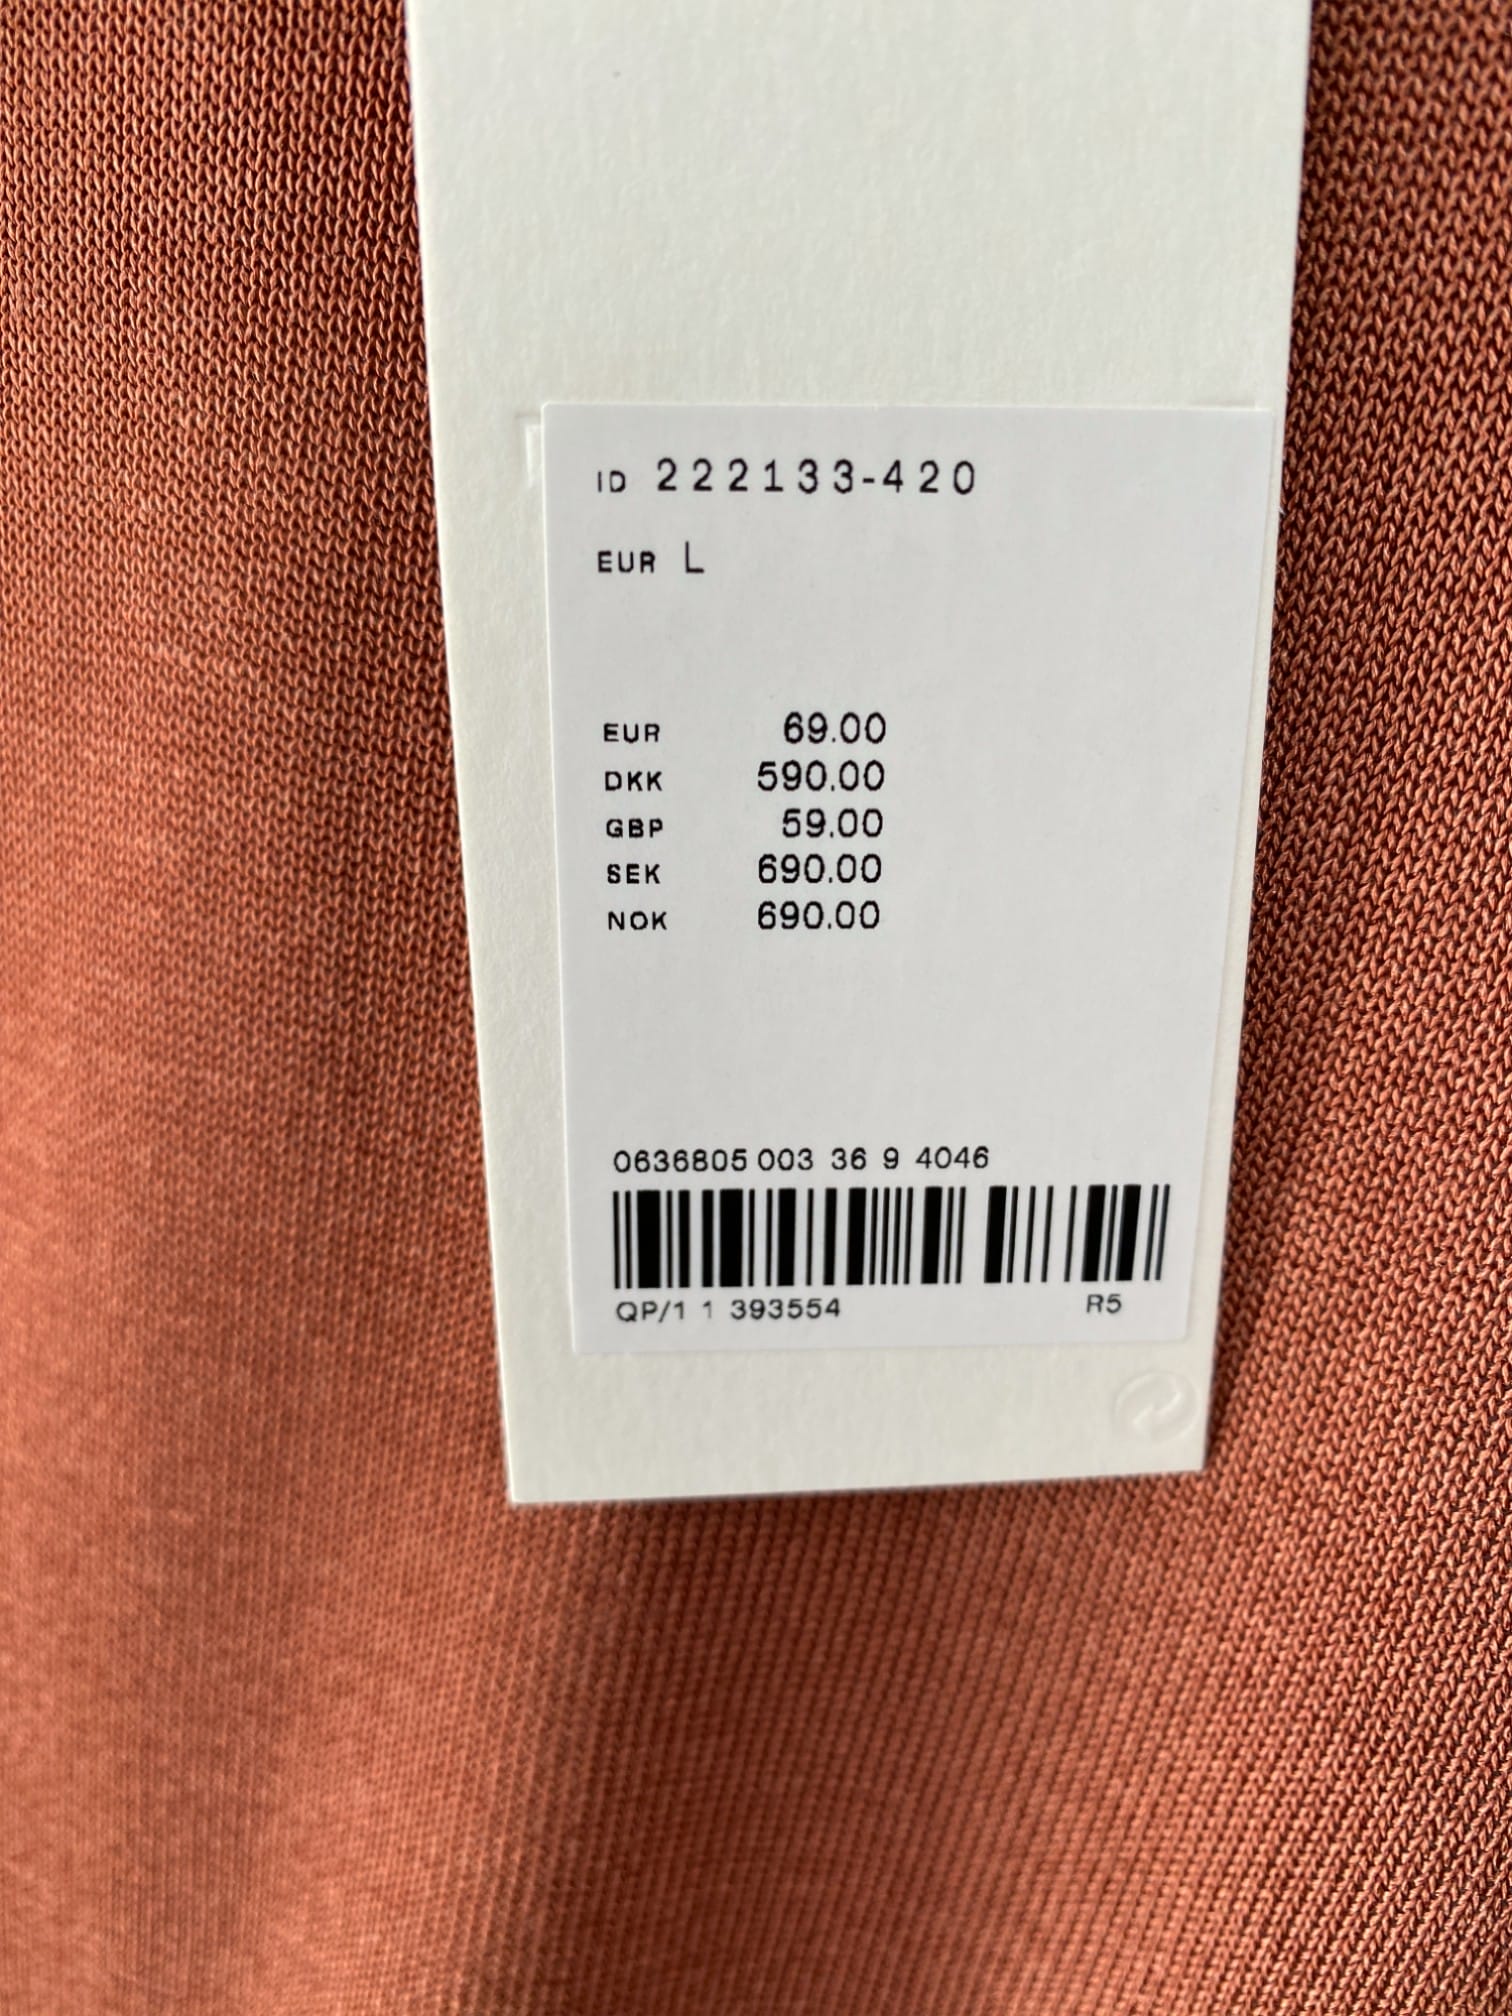 ID 222133-420
EUR L
EUR 69.00
DKK 590.00
GBP 59.00
SEK 690.00
NOK 690.00
0636805 003 36 9 4046
QP/1 1 393554 R5